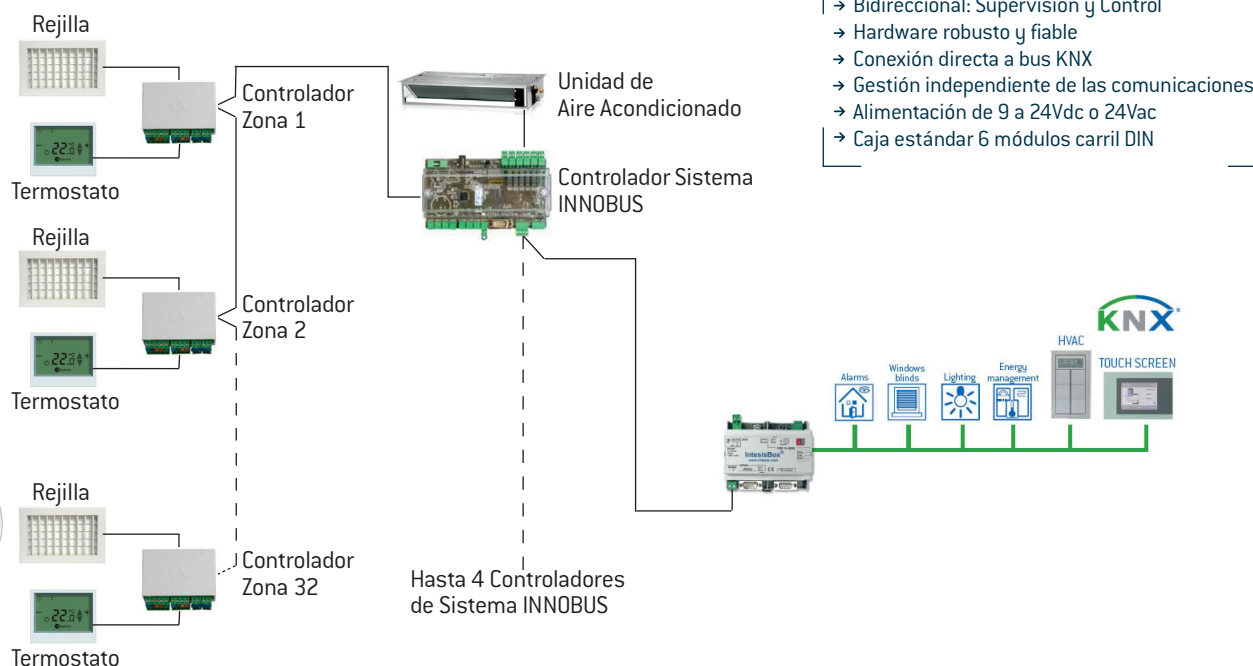 → Bidireccional: Supervisión y Control
→ Hardware robusto y fiable
→ Conexión directa a bus KNX
→ Gestión independiente de las comunicaciones
→ Alimentación de 9 a 24Vdc o 24Vac
→ Caja estándar 6 módulos carril DIN
Rejilla
Controlador
Zona 1
Termostato
Unidad de
Aire Acondicionado
Controlador Sistema
INNOBUS
Rejilla
Controlador
Zona 2
Termostato
Rejilla
Controlador
Zona 32
Termostato
Hasta 4 Controladores
de Sistema INNOBUS
KNX
HVAC
TOUCH SCREEN
Alarms
Windows
blinds
Lighting
Energy
management
IntesisBox
www.intesis.com